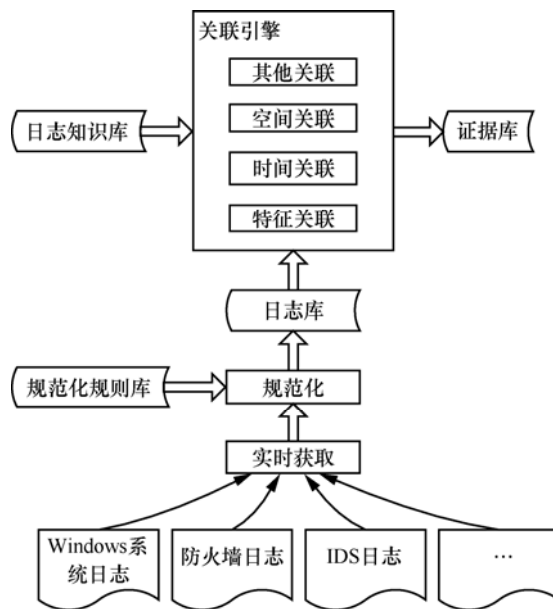 关联引擎
其他关联
空间关联
时间关联
特征关联
日志知识库
证据库
日志库
规范化规则库
规范化
实时获取
Windows系
统日志
防火墙日志
IDS日志
…